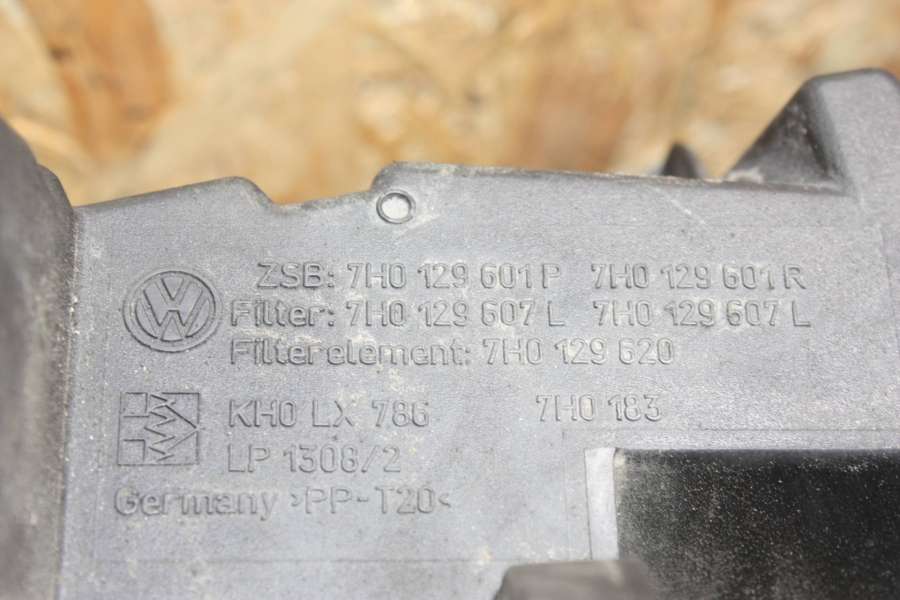 ZSB: 7H0 129 601 P 7H0 129 601 R
Filter: 7H0 129 607 L 7H0 129 607 L
Filterelement: 7H0 129 620
KHO LX 786 7H0 183
LP 1308/2
Germany >PP-T20<